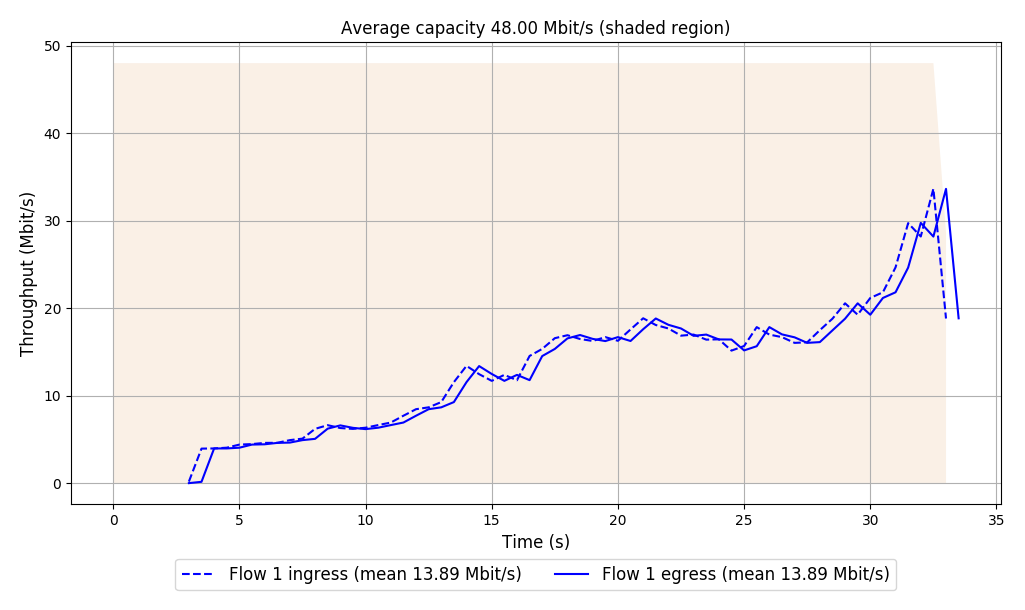 Average capacity 48.00 Mbit/s (shaded region)
50
40
30
20
10
0
Throughput (Mbit/s)
0 5 10 15 20 25 30 35
Time (s)
Flow 1 ingress (mean 13.89 Mbit/s) Flow 1 egress (mean 13.89 Mbit/s)